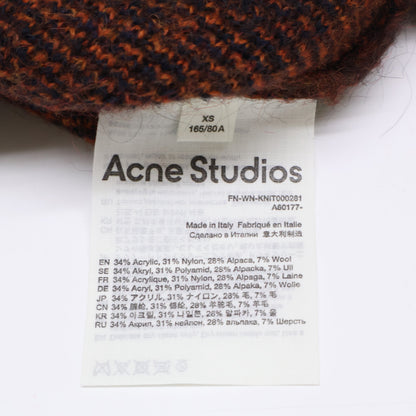 XS
165/80A
Acne Studios
FN-WN-KNIT000281
A60177-
Made in Italy Fabriqué en Italie
Сделано в Италии 意大利制造
EN 34% Acrylic, 31% Nylon, 28% Alpaca, 7% Wool
SE 34% Akryl, 31% Polyamid, 28% Alpacka, 7% Ull
FR 34% Acrylique, 31% Nylon, 28% Alpaga, 7% Laine
DE 34% Acryl, 31% Polyamid, 28% Alpaka, 7% Wolle
JP 34% アクリル, 31% ナイロン, 28% 毛, 7% 毛
CN 34% 腈纶, 31% 锦纶, 28% 羊驼毛, 7% 羊毛
KR 34% 아크릴, 31% 나일론, 28% 알파카, 7% 울
RU 34% Акрил, 31% нейлон, 28% альпака, 7% Шерсть